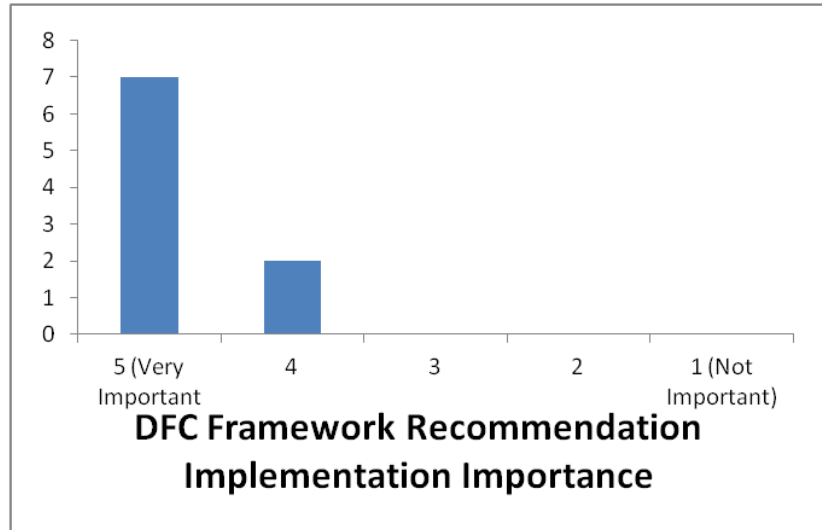 8
7
6
5
4
3
2
1
0
5 (Very
Important
4
3
2
1 (Not
Important)
DFC Framework Recommendation
Implementation Importance